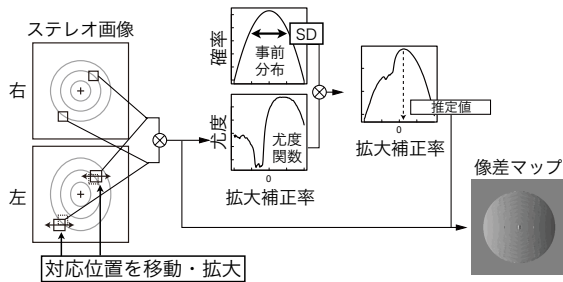 ステレオ画像
右
左
対応位置を移動・拡大
確率
事前
分布
SD
尤度
尤度
関数
0
拡大補正率
推定値
0
拡大補正率
像差マップ